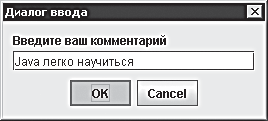 Диалог ввода
Введите ваш комментарий
Java легко научиться
OK Cancel